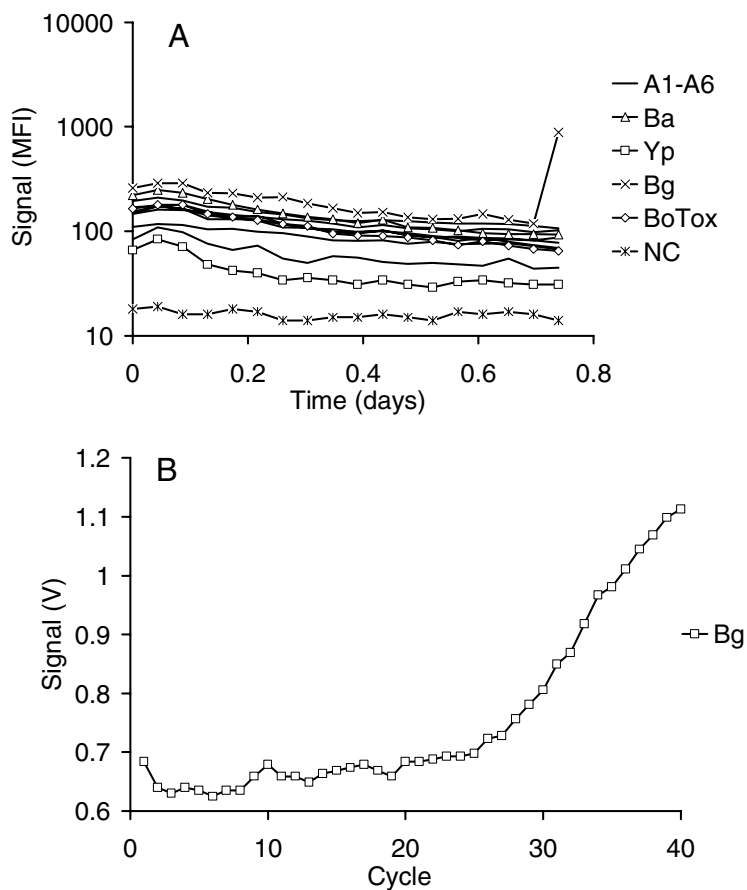 A
10000
1000
100
10
Signal (MFI)
0 0.2 0.4 0.6 0.8
Time (days)
A1-A6
Ba
Yp
Bg
BoTox
NC
B
1.2
1.1
1
0.9
0.8
0.7
0.6
Signal (V)
0 10 20 30 40
Cycle
Bg